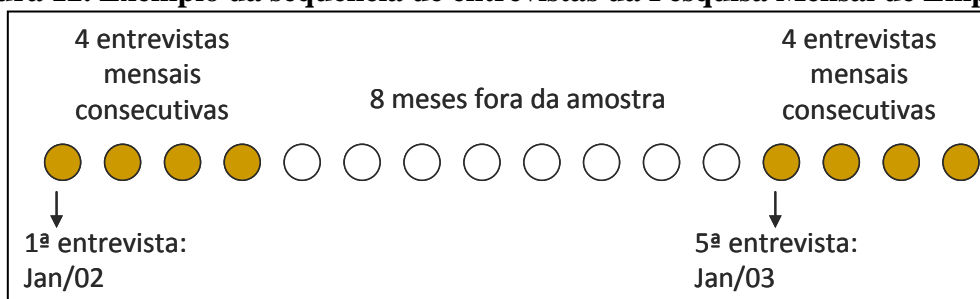 4 entrevistas
mensais
consecutivas
8 meses fora da amostra
4 entrevistas
mensais
consecutivas
1ª entrevista:
Jan/02
5ª entrevista:
Jan/03